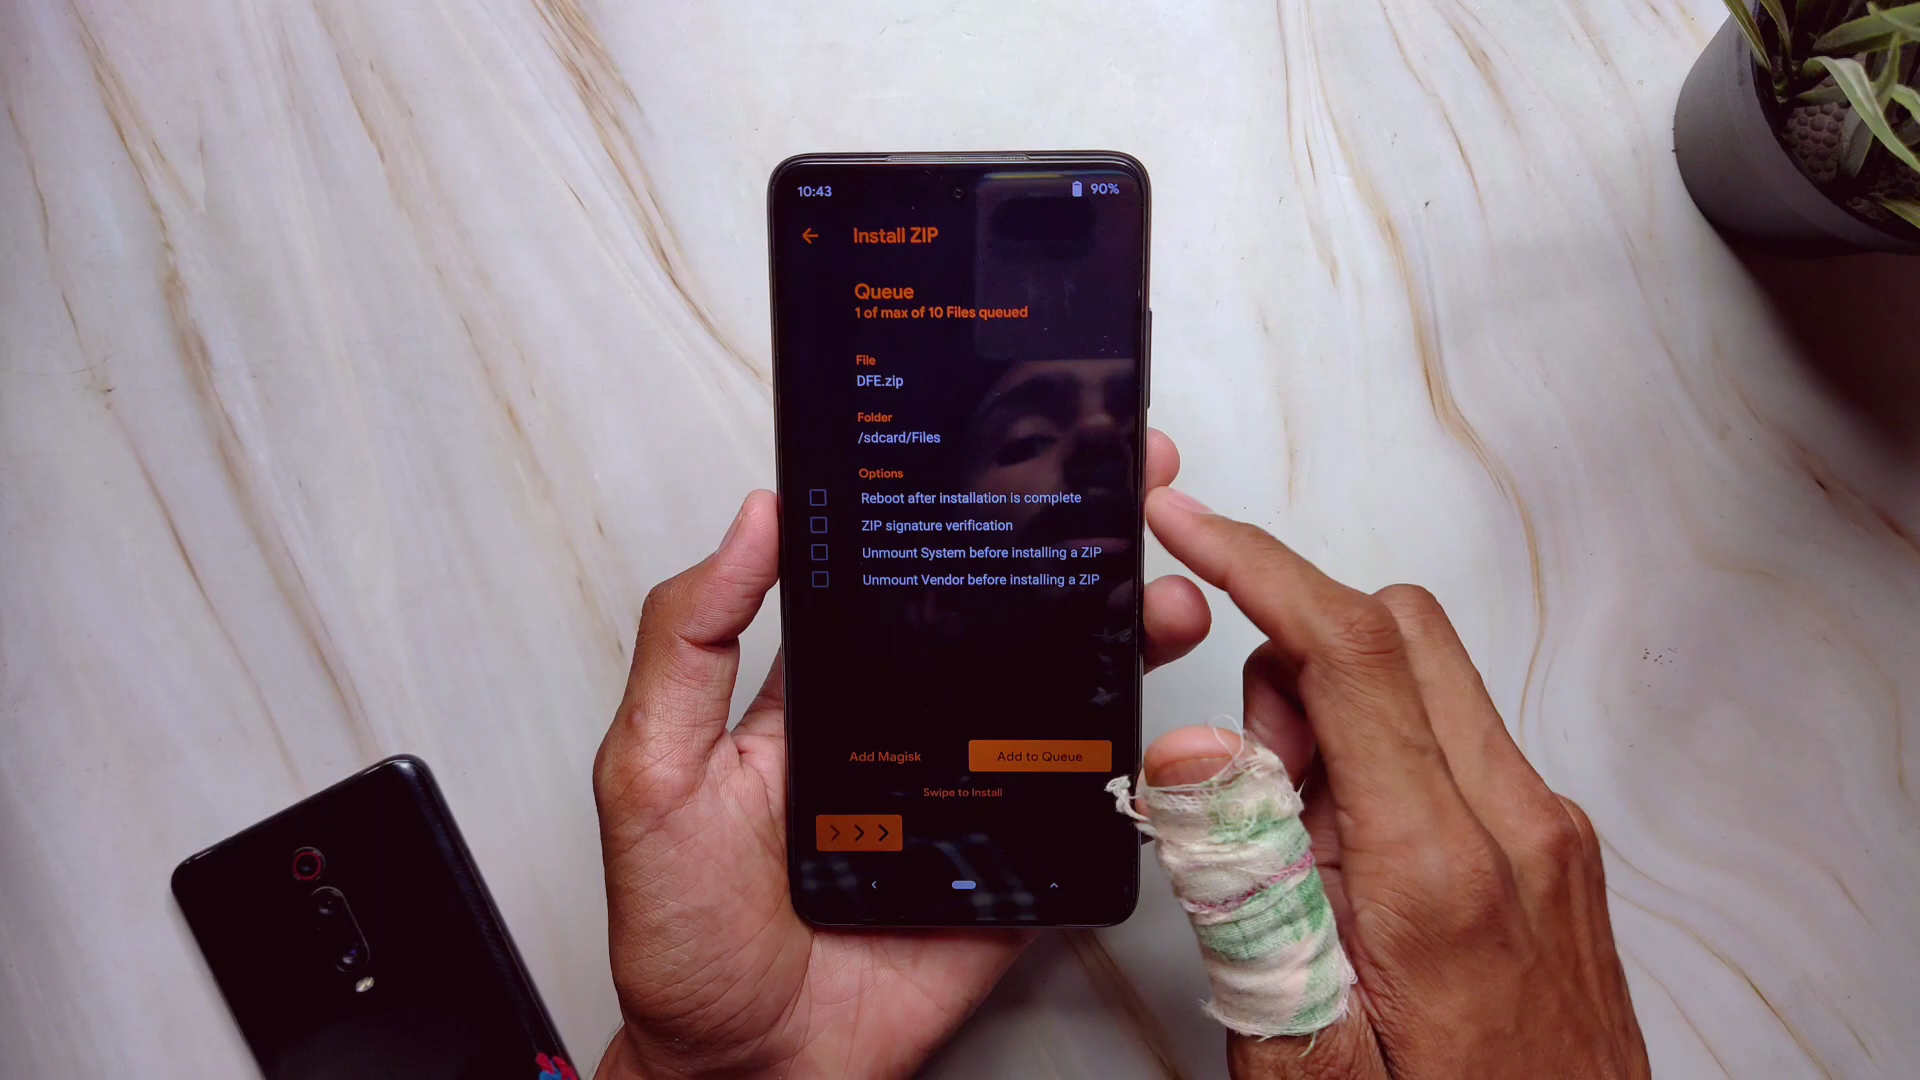 10:43
90%
Install ZIP
Queue
1 of max of 10 Files queued
File
DFE.zip
Folder
/sdcard/Files
Options
Reboot after installation is complete
ZIP signature verification
Unmount System before installing a ZIP
Unmount Vendor before installing a ZIP
Add Magisk
Add to Queue
Swipe to Install